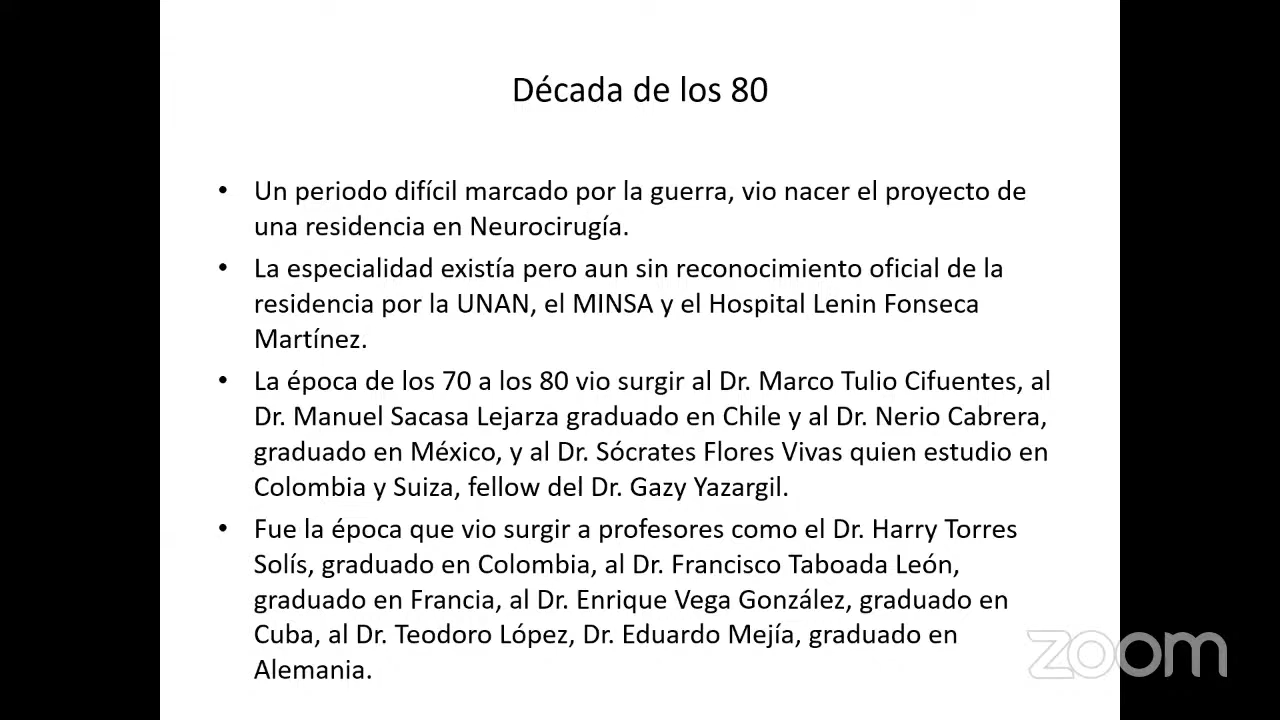 Década de los 80
• Un periodo difícil marcado por la guerra, vio nacer el proyecto de
una residencia en Neurocirugía.
• La especialidad existía pero aun sin reconocimiento oficial de la
residencia por la UNAN, el MINSA y el Hospital Lenin Fonseca
Martínez.
• La época de los 70 a los 80 vio surgir al Dr. Marco Tulio Cifuentes, al
Dr. Manuel Sacasa Lejarza graduado en Chile y al Dr. Nerio Cabrera,
graduado en México, y al Dr. Sócrates Flores Vivas quien estudio en
Colombia y Suiza, fellow del Dr. Gazy Yazargil.
• Fue la época que vio surgir a profesores como el Dr. Harry Torres
Solís, graduado en Colombia, al Dr. Francisco Taboada León,
graduado en Francia, al Dr. Enrique Vega González, graduado en
Cuba, al Dr. Teodoro López, Dr. Eduardo Mejía, graduado en
Alemania.
zoom